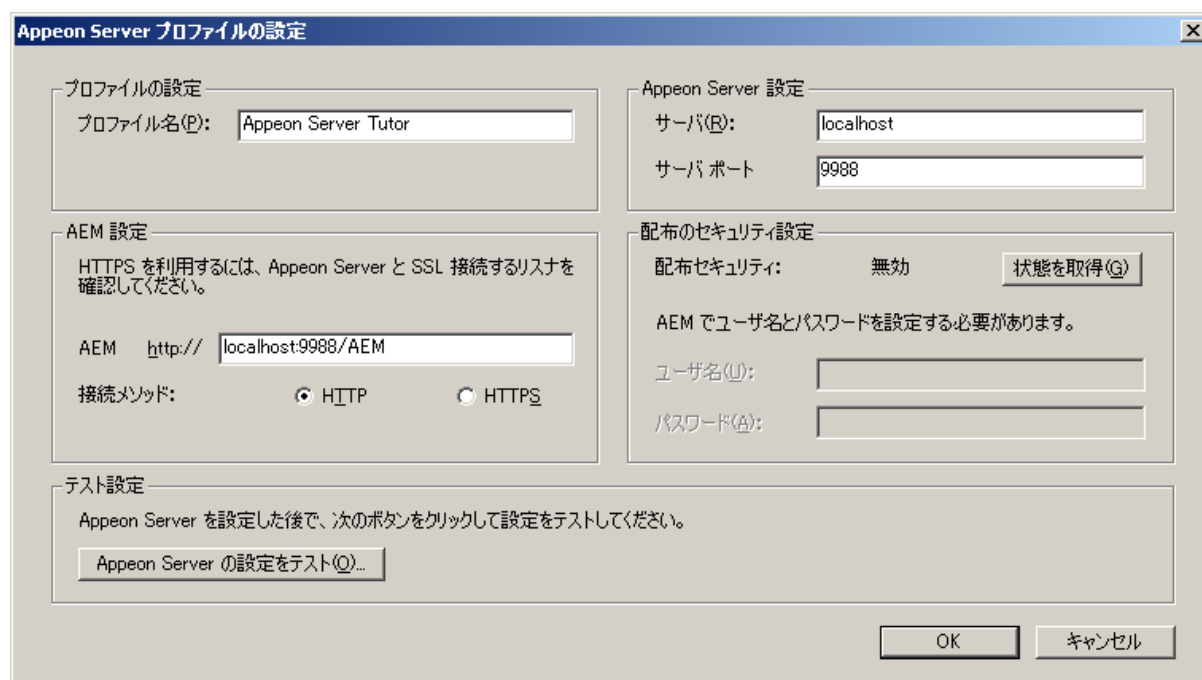 Appeon Server プロファイルの設定
プロファイルの設定
プロファイル名(P): Appeon Server Tutor
Appeon Server 設定
サーバ(R): localhost
サーバ ポート 9988
AEM 設定
HTTPS を利用するには、Appeon Server と SSL 接続するリスナを
確認してください。
AEM http:// localhost:9988/AEM
接続メソッド: HTTP HTTPS
配布のセキュリティ設定
配布セキュリティ: 無効 状態を取得(G)
AEM でユーザ名とパスワードを設定する必要があります。
ユーザ名(U):
パスワード(A):
テスト設定
Appeon Server を設定した後で、次のボタンをクリックして設定をテストしてください。
Appeon Server の設定をテスト(O)...
OK キャンセル